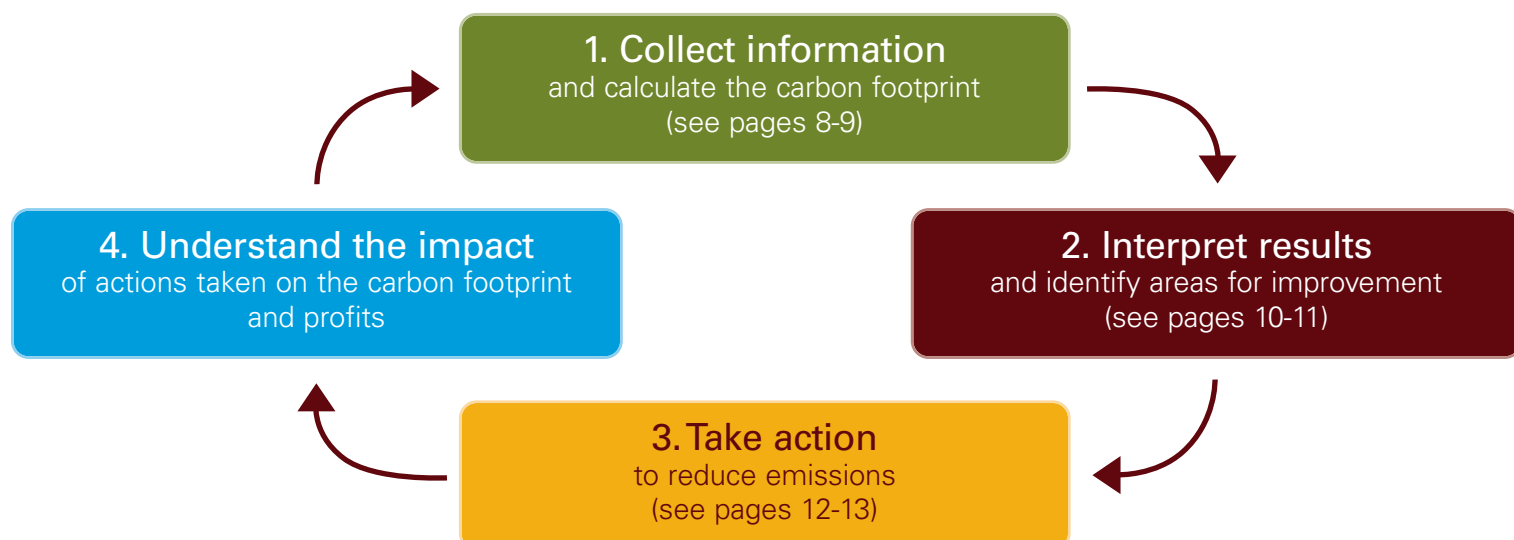 1. Collect information
and calculate the carbon footprint
(see pages 8-9)
4. Understand the impact
of actions taken on the carbon footprint
and profits
2. Interpret results
and identify areas for improvement
(see pages 10-11)
3. Take action
to reduce emissions
(see pages 12-13)